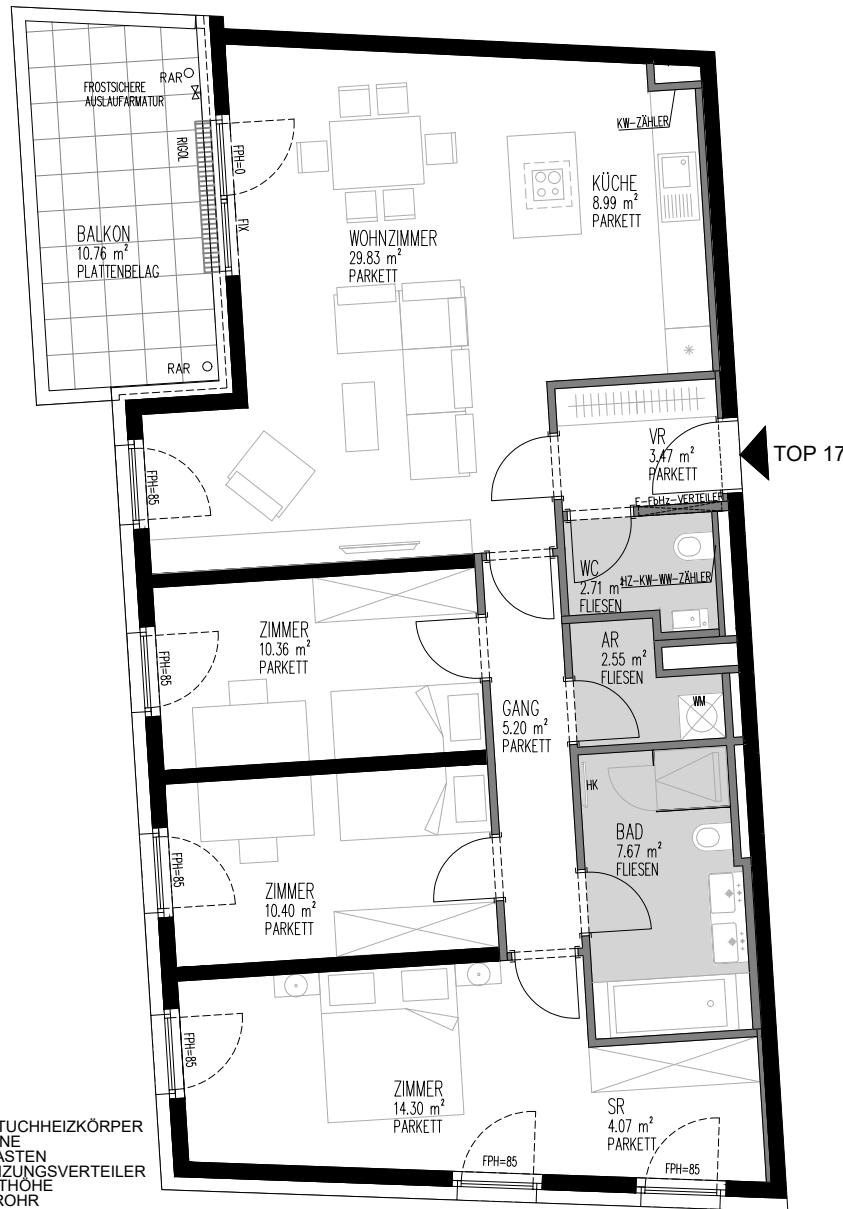 RAR
FROSTSICHERE
AUSLAUFARMATUR
RIGOL
FPH=0
FIX
BALKON
10.76 m²
PLATTENBELAG
RAR
WOHNZIMMER
29.83 m²
PARKETT
KW-ZÄHLER
KÜCHE
8.99 m²
PARKETT
VR
3.47 m²
PARKETT
TOP 17
E-FbHz-VERTEILER
FPH=85
WC
2.71 m²
FLIESEN
HZ-KW-WW-ZÄHLER
ZIMMER
10.36 m²
PARKETT
FPH=85
AR
2.55 m²
FLIESEN
WM
GANG
5.20 m²
PARKETT
HK
BAD
7.67 m²
FLIESEN
FPH=85
ZIMMER
10.40 m²
PARKETT
FPH=85
ZIMMER
14.30 m²
PARKETT
SR
4.07 m²
PARKETT
FPH=85
FPH=85
TUCHHEIZKÖRPER
NE
ASTEN
IZUNGSVERTEILER
THÖHE
ROHR